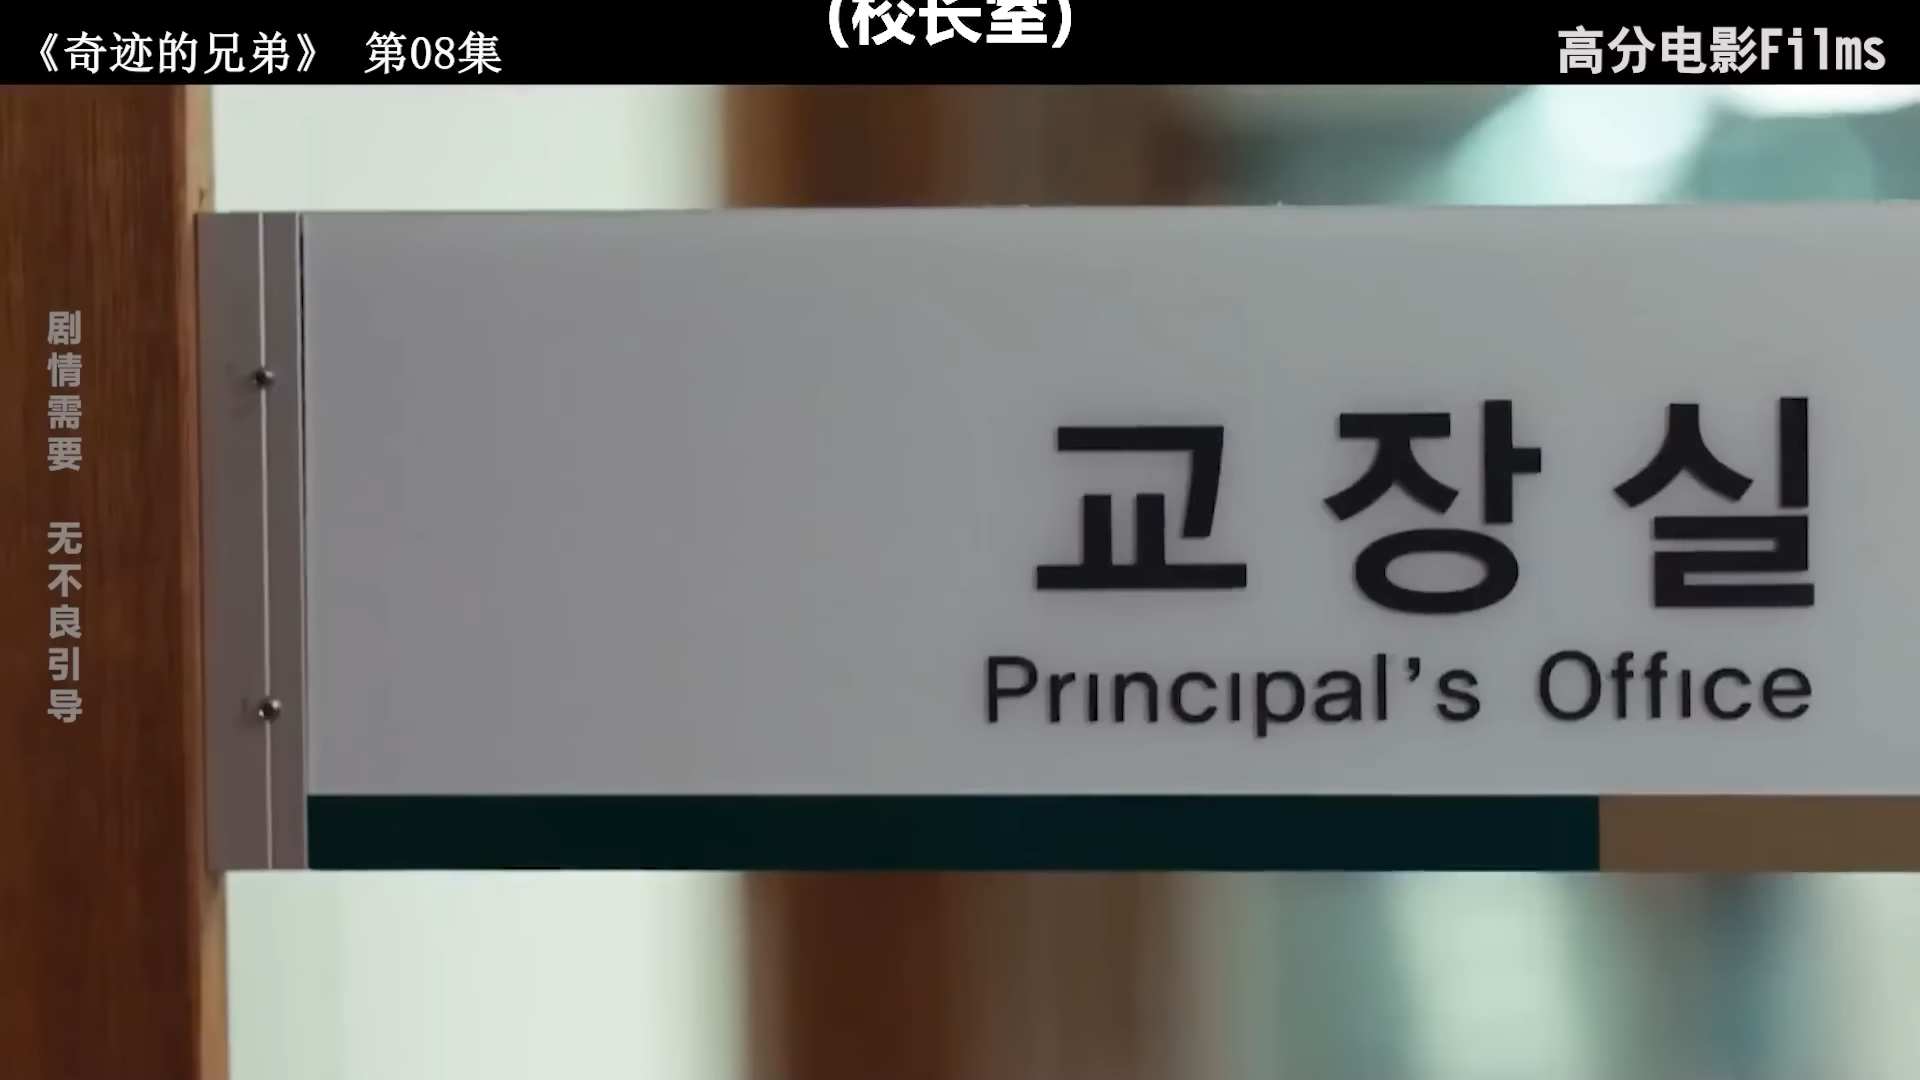 (校长室)
《奇迹的兄弟》 第08集
高分电影Films
剧情需要 无不良引导
교장실
Principal's Office